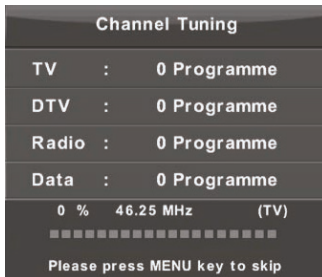 Channel Tuning
TV : 0 Programme
DTV : 0 Programme
Radio : 0 Programme
Data : 0 Programme
0 % 46.25 MHz (TV)
Please press MENU key to skip